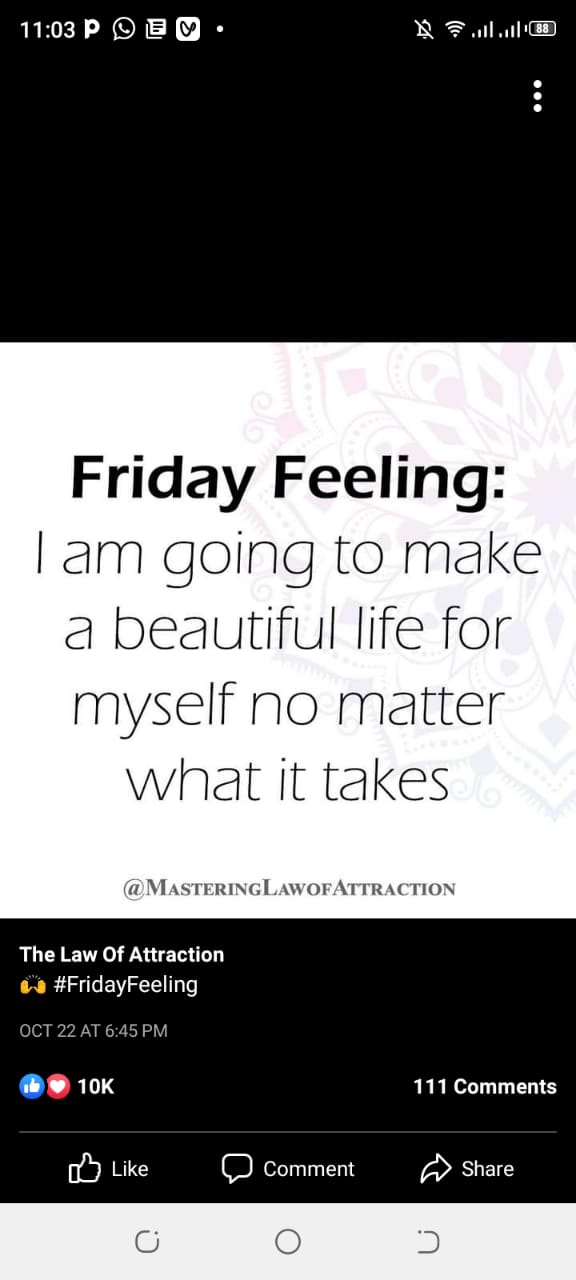 11:03
88
Friday Feeling:
I am going to make
a beautiful life for
myself no matter
what it takes
@MasteringLawofAttraction
The Law Of Attraction
🙌 #FridayFeeling
OCT 22 AT 6:45 PM
10K
111 Comments
Like
Comment
Share